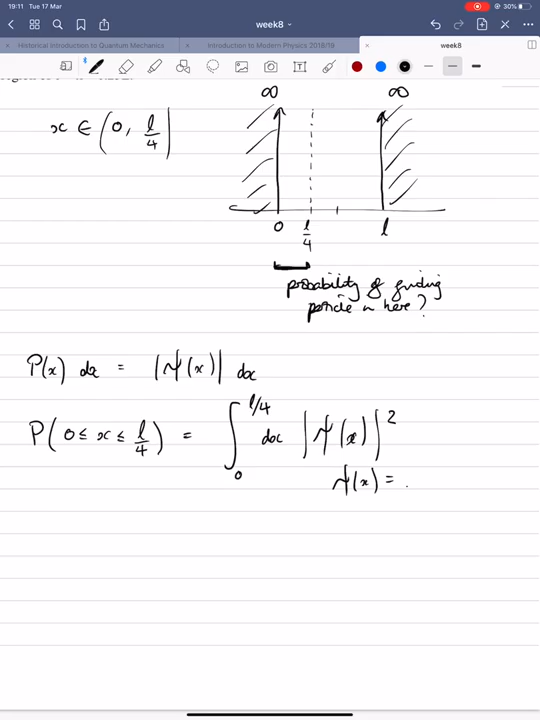 19:11 Tue 17 Mar
30%
week8
Historical Introduction to Quantum Mechanics
Introduction to Modern Physics 2018/19
week8
∞ ∞
x ∈ (0, l/4)
0 l/4 l
probability of finding
particle in here?
P(x) dx = |ψ(x)| dx
P(0 ≤ x ≤ l/4) = ∫₀^{l/4} dx |ψ(x)|²
ψ(x) = .